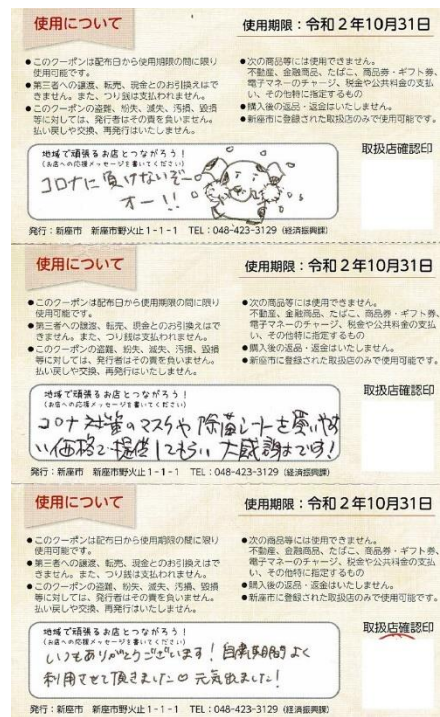 使用について
使用期限：令和2年10月31日
●このクーポンは配布日から使用期限の間に限り
使用可能です。
●第三者への譲渡、転売、現金とのお引換えはで
きません。また、つり銭は支払われません。
●このクーポンの盗難、紛失、滅失、汚損、毀損
等に対しては、発行者はその責を負いません。
払い戻しや交換、再発行はいたしません。
●次の商品等には使用できません。
不動産、金融商品、たばこ、商品券・ギフト券、
電子マネーのチャージ、税金や公共料金の支払
い、その他特に指定するもの
●購入後の返品・返金はいたしません。
●新座市に登録された取扱店のみで使用可能です。
地域で頑張るお店とつながろう！
(お店への応援メッセージを書いてください)
コロナに負けないぞー
オー!!
取扱店確認印
発行：新座市 新座市野火止1-1-1 TEL：048-423-3129 (経済振興課)
使用について
使用期限：令和2年10月31日
●このクーポンは配布日から使用期限の間に限り
使用可能です。
●第三者への譲渡、転売、現金とのお引換えはで
きません。また、つり銭は支払われません。
●このクーポンの盗難、紛失、滅失、汚損、毀損
等に対しては、発行者はその責を負いません。
払い戻しや交換、再発行はいたしません。
●次の商品等には使用できません。
不動産、金融商品、たばこ、商品券・ギフト券、
電子マネーのチャージ、税金や公共料金の支払
い、その他特に指定するもの
●購入後の返品・返金はいたしません。
●新座市に登録された取扱店のみで使用可能です。
地域で頑張るお店とつながろう！
(お店への応援メッセージを書いてください)
コロナ対策のマスクや除菌シートを買いやす
い価格で提供してもらい大感謝です！
取扱店確認印
発行：新座市 新座市野火止1-1-1 TEL：048-423-3129 (経済振興課)
使用について
使用期限：令和2年10月31日
●このクーポンは配布日から使用期限の間に限り
使用可能です。
●第三者への譲渡、転売、現金とのお引換えはで
きません。また、つり銭は支払われません。
●このクーポンの盗難、紛失、滅失、汚損、毀損
等に対しては、発行者はその責を負いません。
払い戻しや交換、再発行はいたしません。
●次の商品等には使用できません。
不動産、金融商品、たばこ、商品券・ギフト券、
電子マネーのチャージ、税金や公共料金の支払
い、その他特に指定するもの
●購入後の返品・返金はいたしません。
●新座市に登録された取扱店のみで使用可能です。
地域で頑張るお店とつながろう！
(お店への応援メッセージを書いてください)
いつもありがとうございます！自粛期間よく
利用させて頂きました♡元気出ました！
取扱店確認印
発行：新座市 新座市野火止1-1-1 TEL：048-423-3129 (経済振興課)